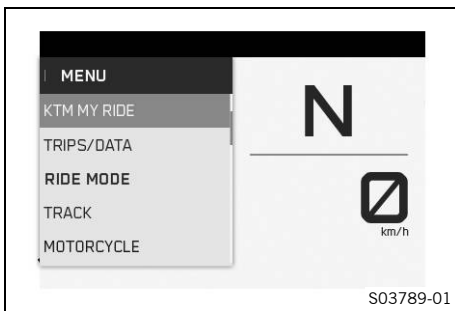 MENU
KTM MY RIDE
TRIPS/DATA
RIDE MODE
TRACK
MOTORCYCLE
N
0
km/h
S03789-01